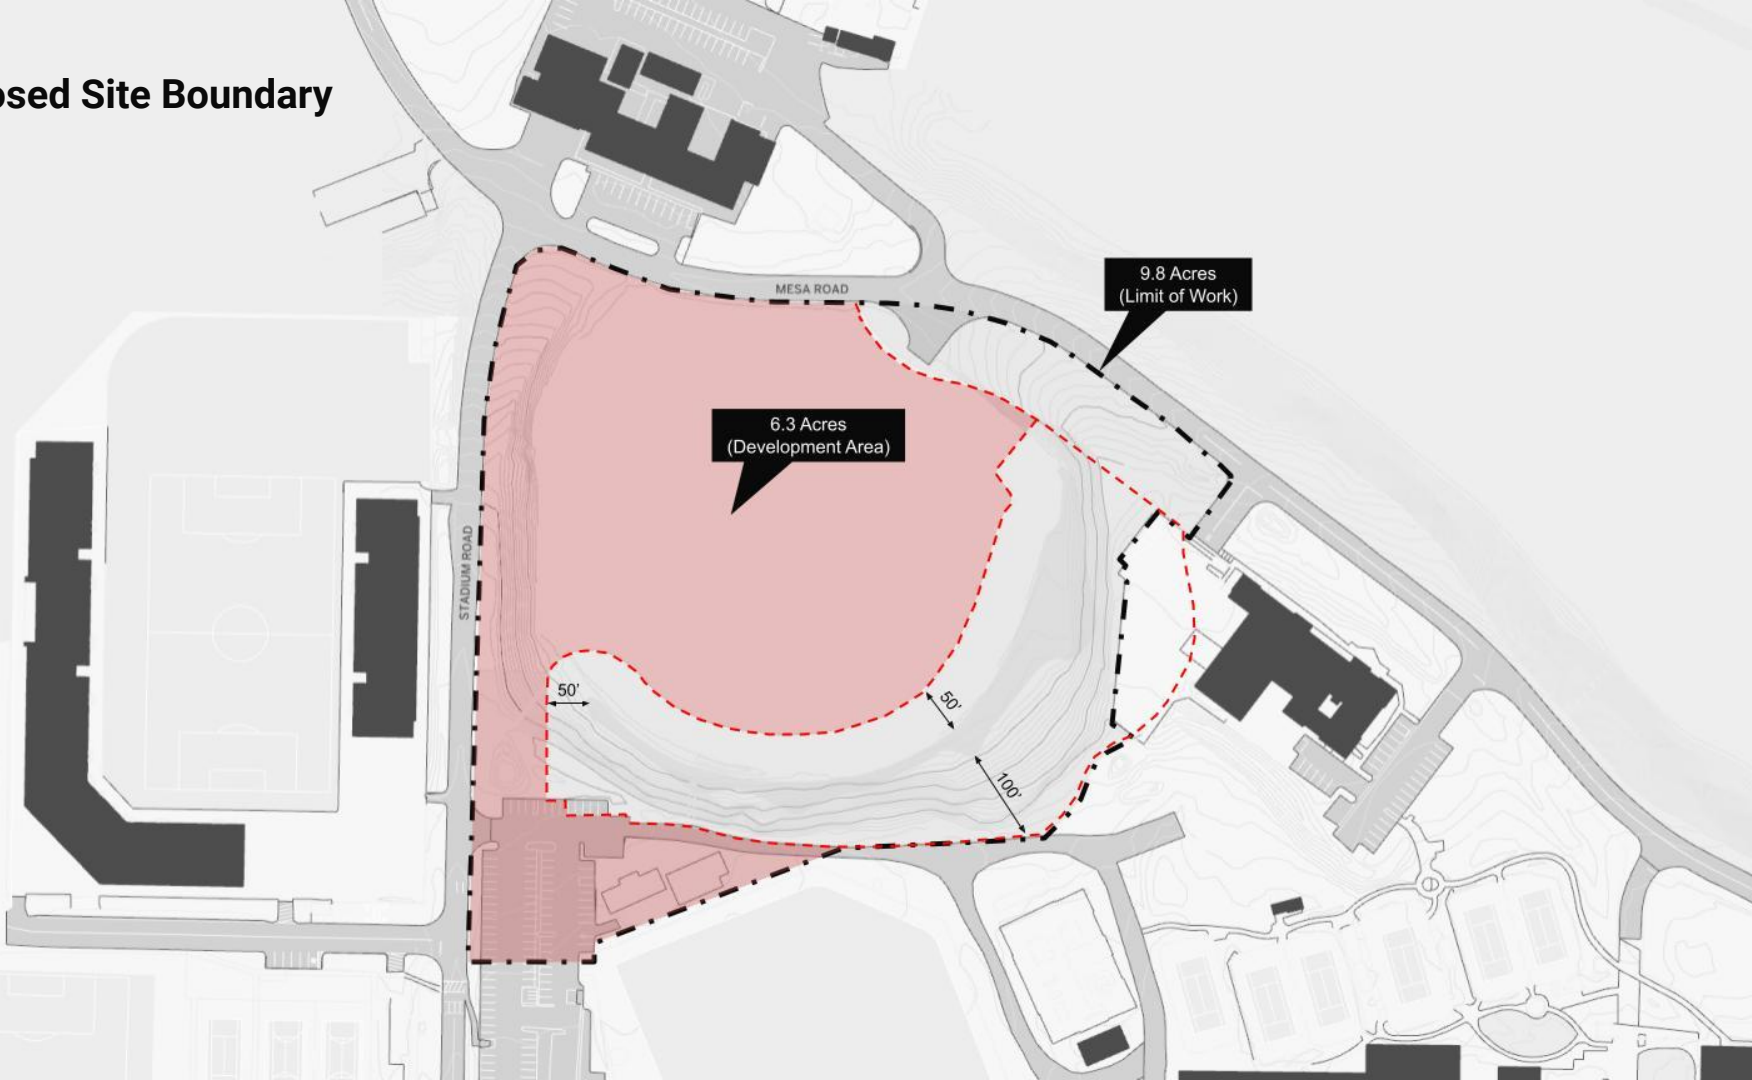 osed Site Boundary
9.8 Acres
(Limit of Work)
MESA ROAD
6.3 Acres
(Development Area)
STADIUM ROAD
50'
50'
100'